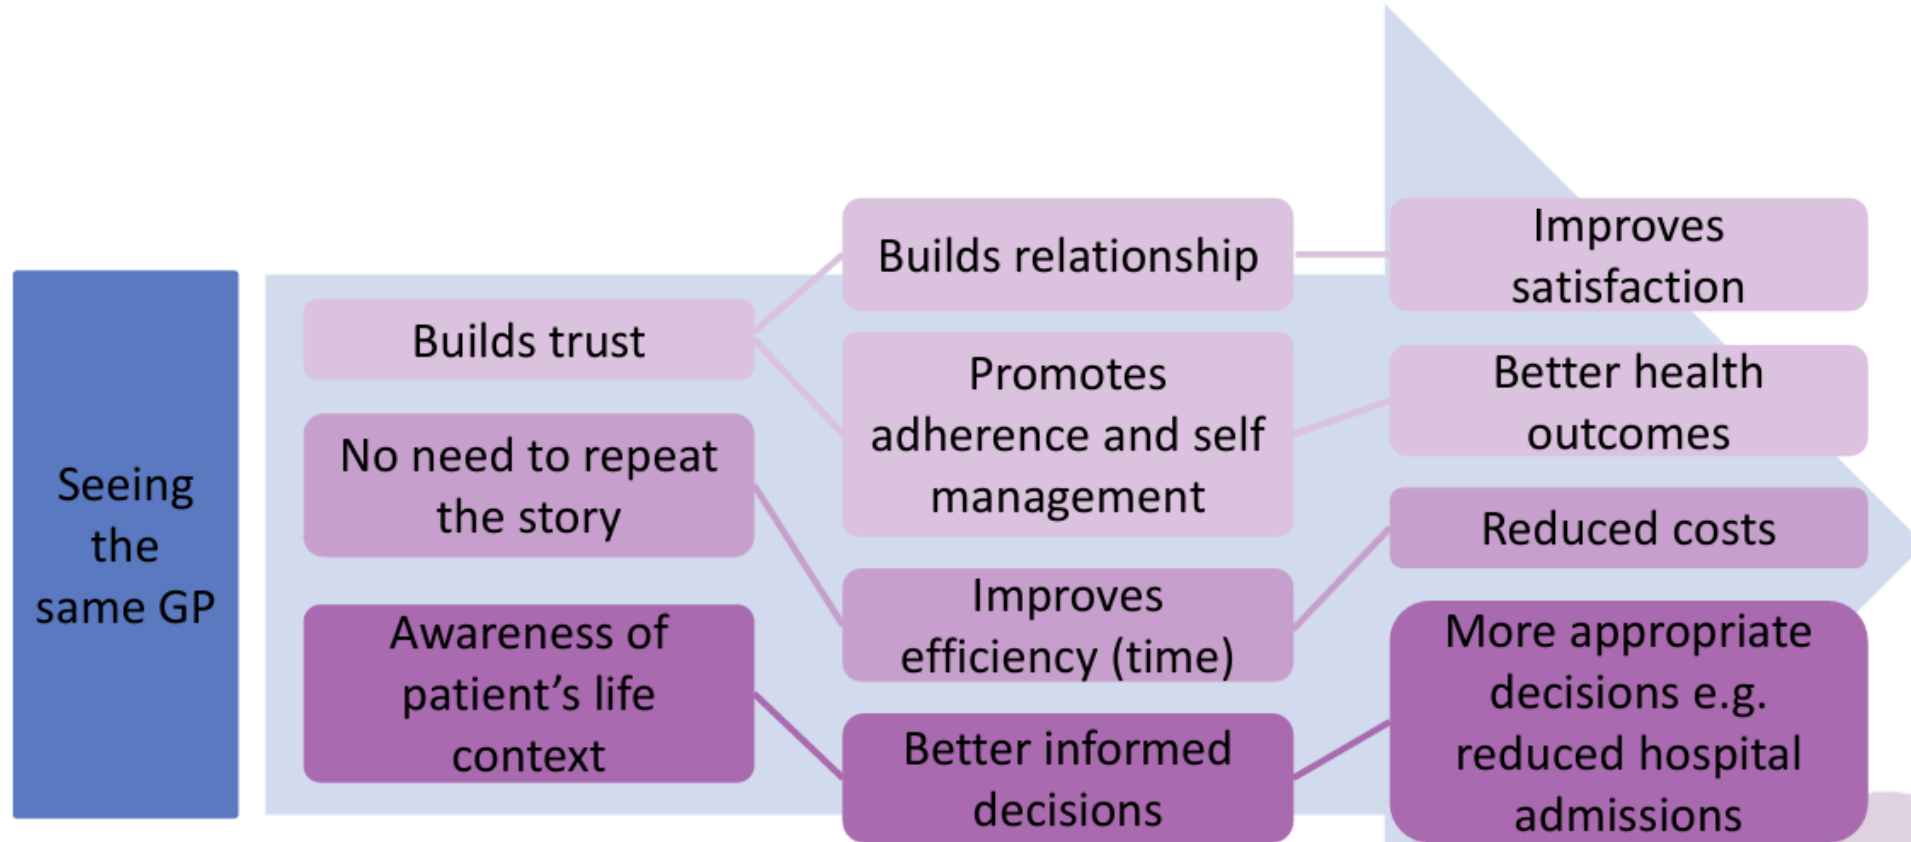 Seeing
the
same GP
Builds trust
No need to repeat
the story
Awareness of
patient’s life
context
Builds relationship
Promotes
adherence and self
management
Improves
efficiency (time)
Better informed
decisions
Improves
satisfaction
Better health
outcomes
Reduced costs
More appropriate
decisions e.g.
reduced hospital
admissions